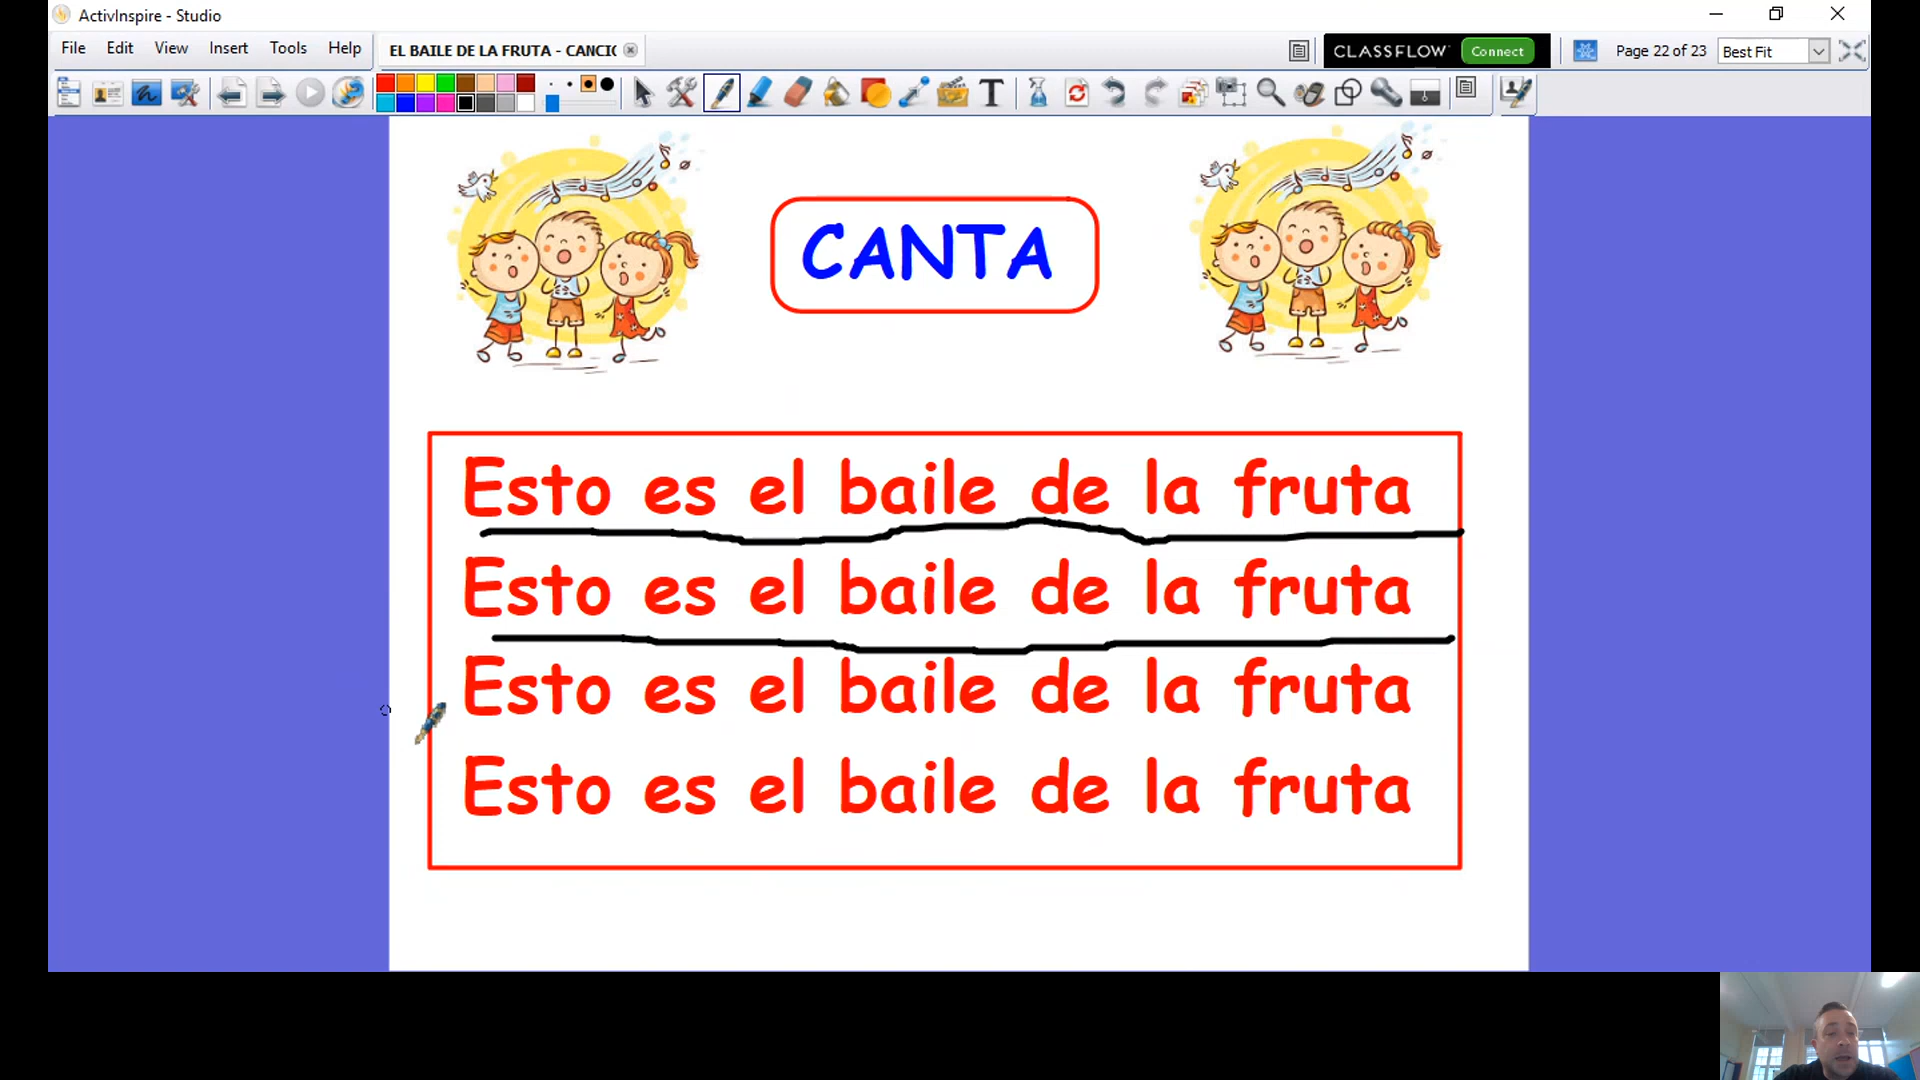 ActivInspire - Studio
File Edit View Insert Tools Help
EL BAILE DE LA FRUTA - CANCIO
CLASSFLOW Connect
Page 22 of 23
Best Fit
CANTA
Esto es el baile de la fruta
Esto es el baile de la fruta
Esto es el baile de la fruta
Esto es el baile de la fruta